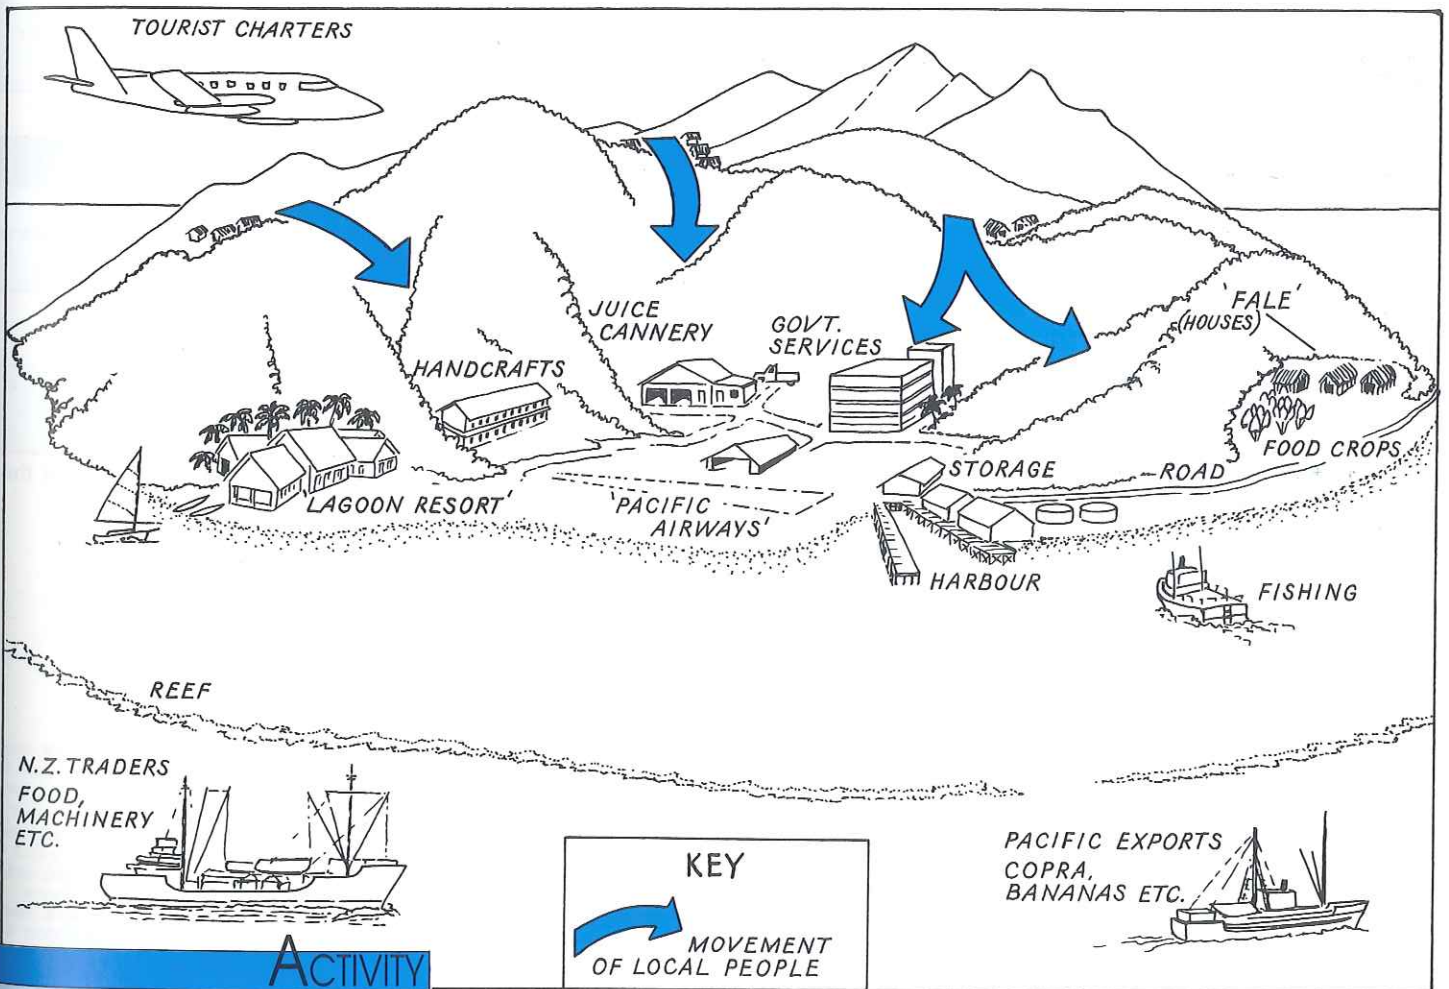 TOURIST CHARTERS
JUICE
CANNERY
GOVT.
SERVICES
'FALE'
(HOUSES)
HANDCRAFTS
FOOD CROPS
STORAGE
ROAD
'LAGOON RESORT'
'PACIFIC
AIRWAYS'
HARBOUR
FISHING
REEF
N.Z. TRADERS
FOOD,
MACHINERY
ETC.
PACIFIC EXPORTS
COPRA,
BANANAS ETC.
KEY
MOVEMENT
OF LOCAL PEOPLE
ACTIVITY